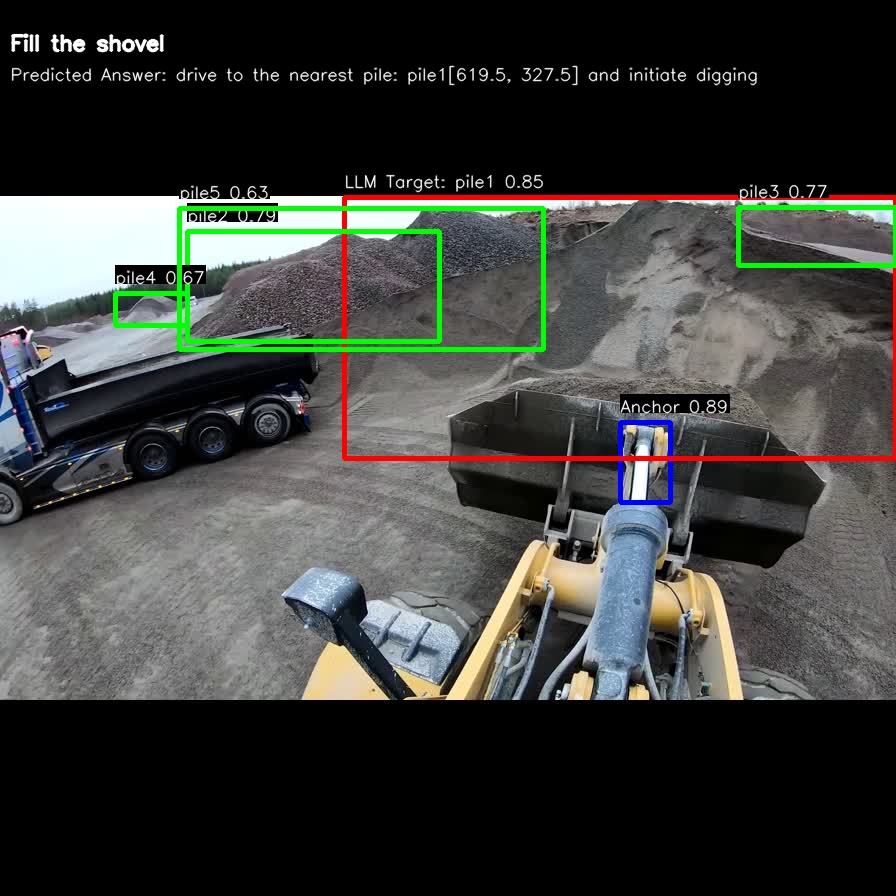 Fill the shovel
Predicted Answer: drive to the nearest pile: pile1[619.5, 327.5] and initiate digging
LLM Target: pile1 0.85
pile5 0.63
pile3 0.77
pile2 0.79
pile4 0.67
Anchor 0.89